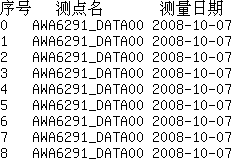 序号 测点名 测量日期
0 AWA6291_DATA00 2008-10-07
1 AWA6291_DATA00 2008-10-07
2 AWA6291_DATA00 2008-10-07
3 AWA6291_DATA00 2008-10-07
4 AWA6291_DATA00 2008-10-07
5 AWA6291_DATA00 2008-10-07
6 AWA6291_DATA00 2008-10-07
7 AWA6291_DATA00 2008-10-07
8 AWA6291_DATA00 2008-10-07